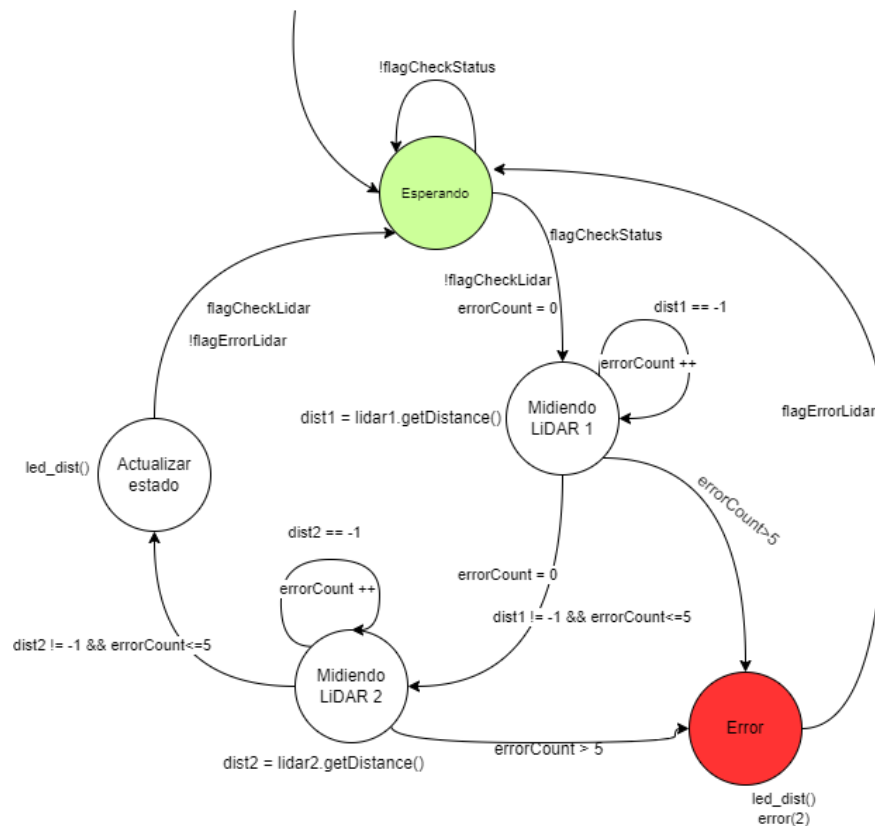 !flagCheckStatus
Esperando
flagCheckStatus
!flagCheckLidar
errorCount = 0
dist1 == -1
errorCount ++
flagCheckLidar
!flagErrorLidar
dist1 = lidar1.getDistance()
Midiendo
LiDAR 1
flagErrorLidar
led_dist()
Actualizar
estado
errorCount>5
dist2 == -1
errorCount ++
errorCount = 0
dist1 != -1 && errorCount<=5
dist2 != -1 && errorCount<=5
Midiendo
LiDAR 2
dist2 = lidar2.getDistance()
errorCount > 5
Error
led_dist()
error(2)